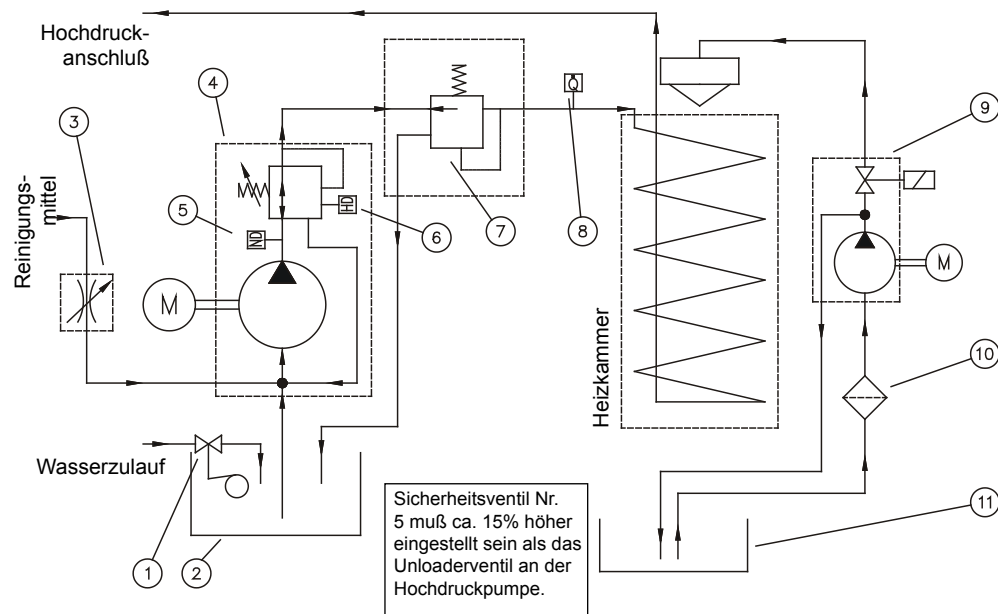 Hochdruck-
anschluß
4
3
Reinigungs-
mittel
5
ND
HD
6
7
Q
8
9
M
M
Heizkammer
10
Wasserzulauf
1
2
Sicherheitsventil Nr.
5 muß ca. 15% höher
eingestellt sein als das
Unloaderventil an der
Hochdruckpumpe.
11